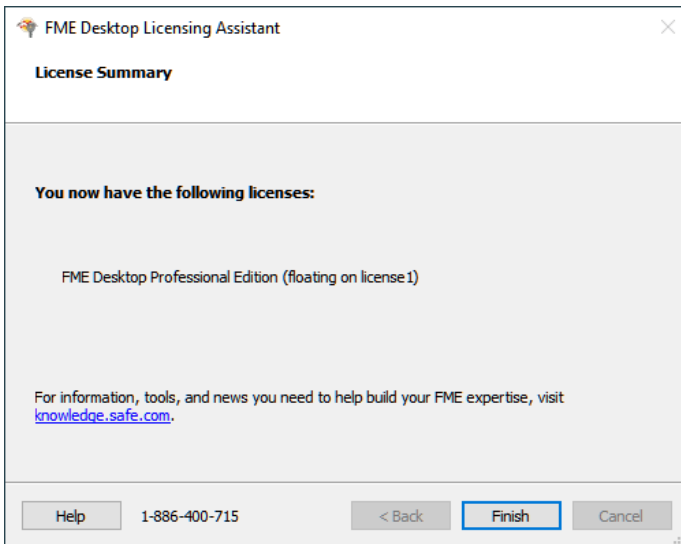 FME Desktop Licensing Assistant
License Summary
You now have the following licenses:
FME Desktop Professional Edition (floating on license1)
For information, tools, and news you need to help build your FME expertise, visit
knowledge.safe.com.
Help 1-886-400-715 < Back Finish Cancel